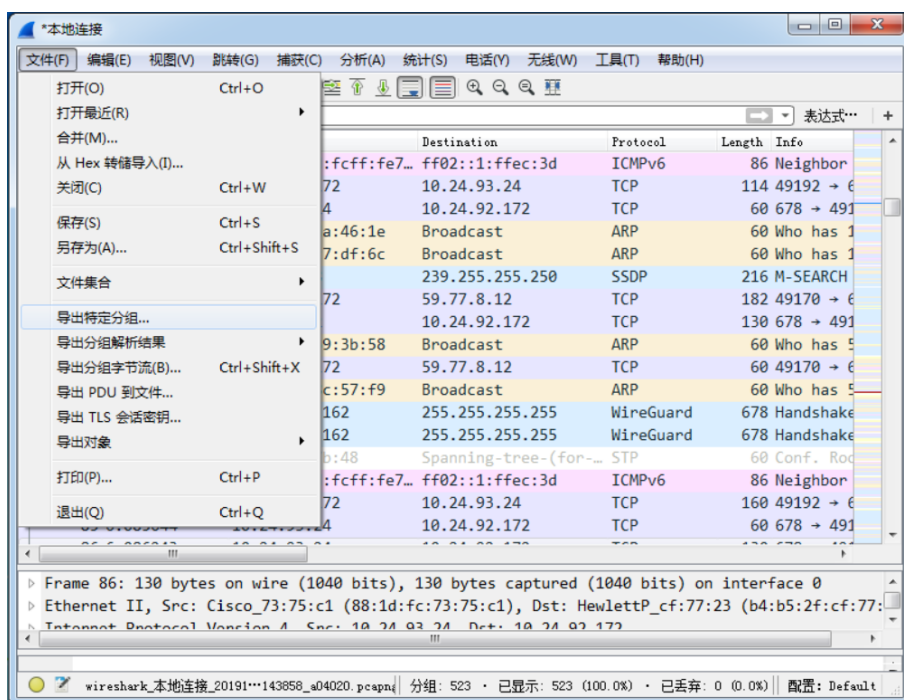 *本地连接
文件(F) 编辑(E) 视图(V) 跳转(G) 捕获(C) 分析(A) 统计(S) 电话(Y) 无线(W) 工具(T) 帮助(H)
打开(O) Ctrl+O
打开最近(R)
合并(M)...
从 Hex 转储导入(I)...
关闭(C) Ctrl+W
保存(S) Ctrl+S
另存为(A)... Ctrl+Shift+S
文件集合
导出特定分组...
导出分组解析结果
导出分组字节流(B)... Ctrl+Shift+X
导出 PDU 到文件...
导出 TLS 会话密钥...
导出对象
打印(P)... Ctrl+P
退出(Q) Ctrl+Q
表达式… +
Destination Protocol Length Info
:fcff:fe7… ff02::1:ffec:3d ICMPv6 86 Neighbor
72 10.24.93.24 TCP 114 49192 →
4 10.24.92.172 TCP 60 678 → 491
a:46:1e Broadcast ARP 60 Who has 1
7:df:6c Broadcast ARP 60 Who has 1
239.255.255.250 SSDP 216 M-SEARCH
72 59.77.8.12 TCP 182 49170 →
10.24.92.172 TCP 130 678 → 491
9:3b:58 Broadcast ARP 60 Who has 5
72 59.77.8.12 TCP 60 49170 →
c:57:f9 Broadcast ARP 60 Who has 5
162 255.255.255.255 WireGuard 678 Handshake
162 255.255.255.255 WireGuard 678 Handshake
b:48 Spanning-tree-(for-… STP 60 Conf. Roo
:fcff:fe7… ff02::1:ffec:3d ICMPv6 86 Neighbor
72 10.24.93.24 TCP 160 49192 →
4 10.24.92.172 TCP 60 678 → 491
Frame 86: 130 bytes on wire (1040 bits), 130 bytes captured (1040 bits) on interface 0
Ethernet II, Src: Cisco_73:75:c1 (88:1d:fc:73:75:c1), Dst: HewlettP_cf:77:23 (b4:b5:2f:cf:77:
Internet Protocol Version 4, Src: 10.24.93.24, Dst: 10.24.92.172
wireshark_本地连接_20191…143858_a04020.pcapng 分组: 523 · 已显示: 523 (100.0%) · 已丢弃: 0 (0.0%) 配置: Default